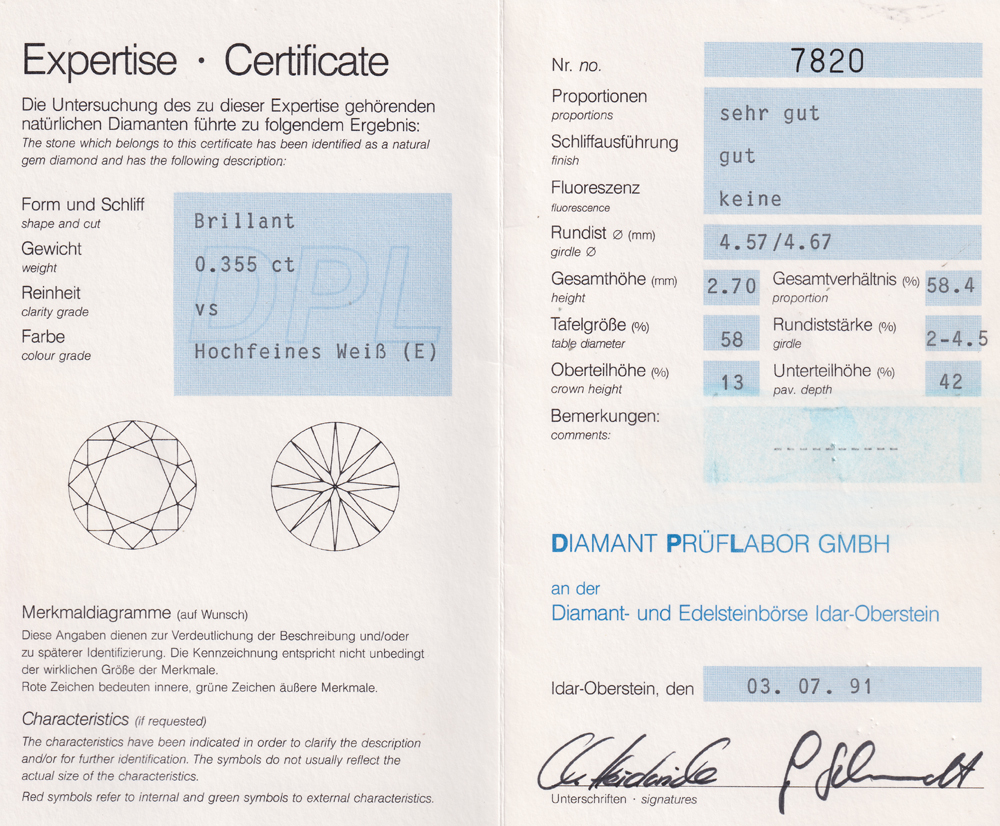 Expertise · Certificate
Die Untersuchung des zu dieser Expertise gehörenden
natürlichen Diamanten führte zu folgendem Ergebnis:
The stone which belongs to this certificate has been identified as a natural
gem diamond and has the following description:
Form und Schliff
shape and cut
Brillant
Gewicht
weight
0.355 ct
Reinheit
clarity grade
vs
Farbe
colour grade
Hochfeines Weiß (E)
DPL
Merkmaldiagramme (auf Wunsch)
Diese Angaben dienen zur Verdeutlichung der Beschreibung und/oder
zu späterer Identifizierung. Die Kennzeichnung entspricht nicht unbedingt
der wirklichen Größe der Merkmale.
Rote Zeichen bedeuten innere, grüne Zeichen äußere Merkmale.
Characteristics (if requested)
The characteristics have been indicated in order to clarify the description
and/or for further identification. The symbols do not usually reflect the
actual size of the characteristics.
Red symbols refer to internal and green symbols to external characteristics.
Nr. no. 7820
Proportionen
proportions
sehr gut
Schliffausführung
finish
gut
Fluoreszenz
fluorescence
keine
Rundist ∅ (mm)
girdle ∅
4.57/4.67
Gesamthöhe (mm)
height
2.70
Gesamtverhältnis (%)
proportion
58.4
Tafelgröße (%)
table diameter
58
Rundiststärke (%)
girdle
2-4.5
Oberteilhöhe (%)
crown height
13
Unterteilhöhe (%)
pav. depth
42
Bemerkungen:
comments:
---------
DIAMANT PRÜFLABOR GMBH
an der
Diamant- und Edelsteinbörse Idar-Oberstein
Idar-Oberstein, den 03. 07. 91
Unterschriften · signatures